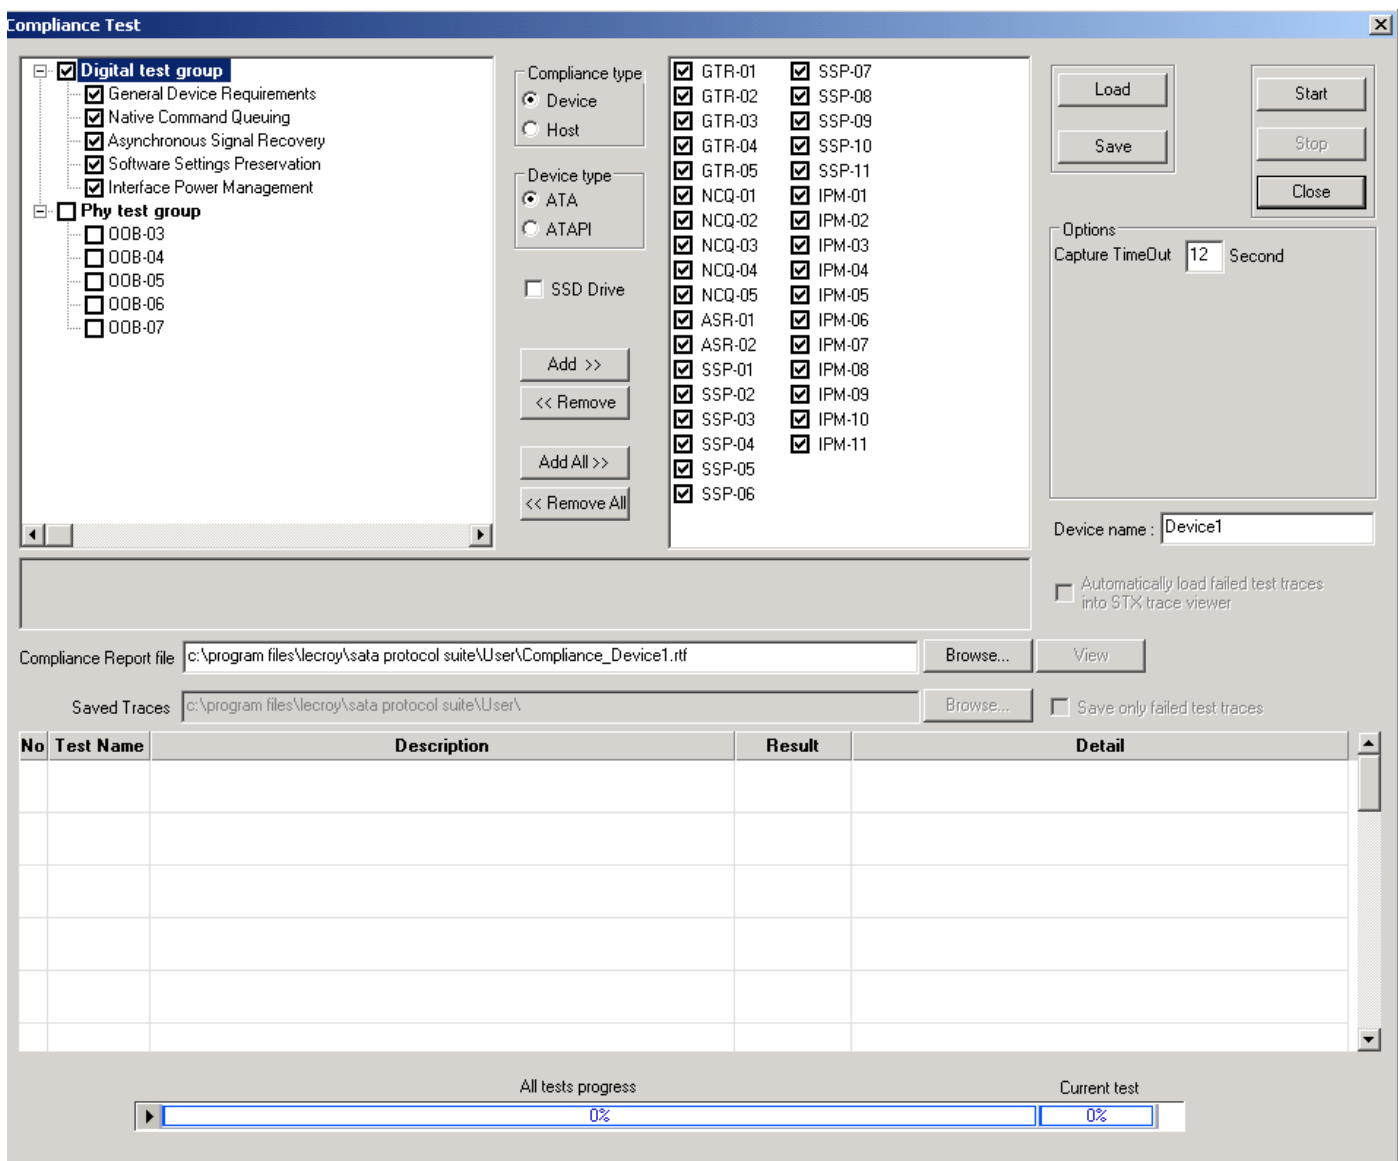 Compliance Test
Digital test group
General Device Requirements
Native Command Queuing
Asynchronous Signal Recovery
Software Settings Preservation
Interface Power Management
Phy test group
OOB-03
OOB-04
OOB-05
OOB-06
OOB-07
Compliance type
Device
Host
Device type
ATA
ATAPI
SSD Drive
Add >>
<< Remove
Add All >>
<< Remove All
GTR-01
GTR-02
GTR-03
GTR-04
GTR-05
NCQ-01
NCQ-02
NCQ-03
NCQ-04
NCQ-05
ASR-01
ASR-02
SSP-01
SSP-02
SSP-03
SSP-04
SSP-05
SSP-06
SSP-07
SSP-08
SSP-09
SSP-10
SSP-11
IPM-01
IPM-02
IPM-03
IPM-04
IPM-05
IPM-06
IPM-07
IPM-08
IPM-09
IPM-10
IPM-11
Load
Save
Start
Stop
Close
Options
Capture TimeOut 12 Second
Device name : Device1
Automatically load failed test traces
into STX trace viewer
Compliance Report file c:\program files\lecroy\sata protocol suite\User\Compliance_Device1.rtf Browse... View
Saved Traces c:\program files\lecroy\sata protocol suite\User\ Browse... Save only failed test traces
No Test Name Description Result Detail
All tests progress Current test
0% 0%